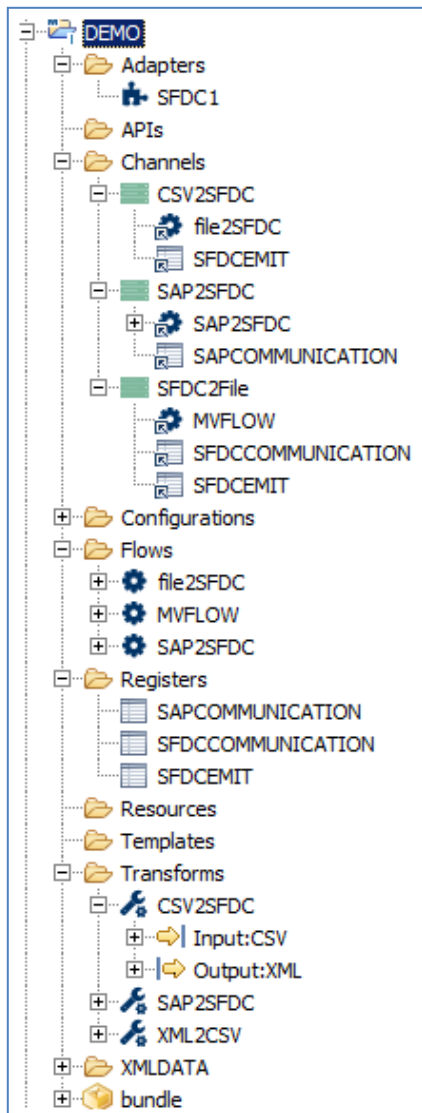 DEMO
Adapters
SFDC1
APIs
Channels
CSV2SFDC
file2SFDC
SFDCEMIT
SAP2SFDC
SAP2SFDC
SAPCOMMUNICATION
SFDC2File
MVFLOW
SFDCCOMMUNICATION
SFDCEMIT
Configurations
Flows
file2SFDC
MVFLOW
SAP2SFDC
Registers
SAPCOMMUNICATION
SFDCCOMMUNICATION
SFDCEMIT
Resources
Templates
Transforms
CSV2SFDC
Input:CSV
Output:XML
SAP2SFDC
XML2CSV
XMLDATA
bundle